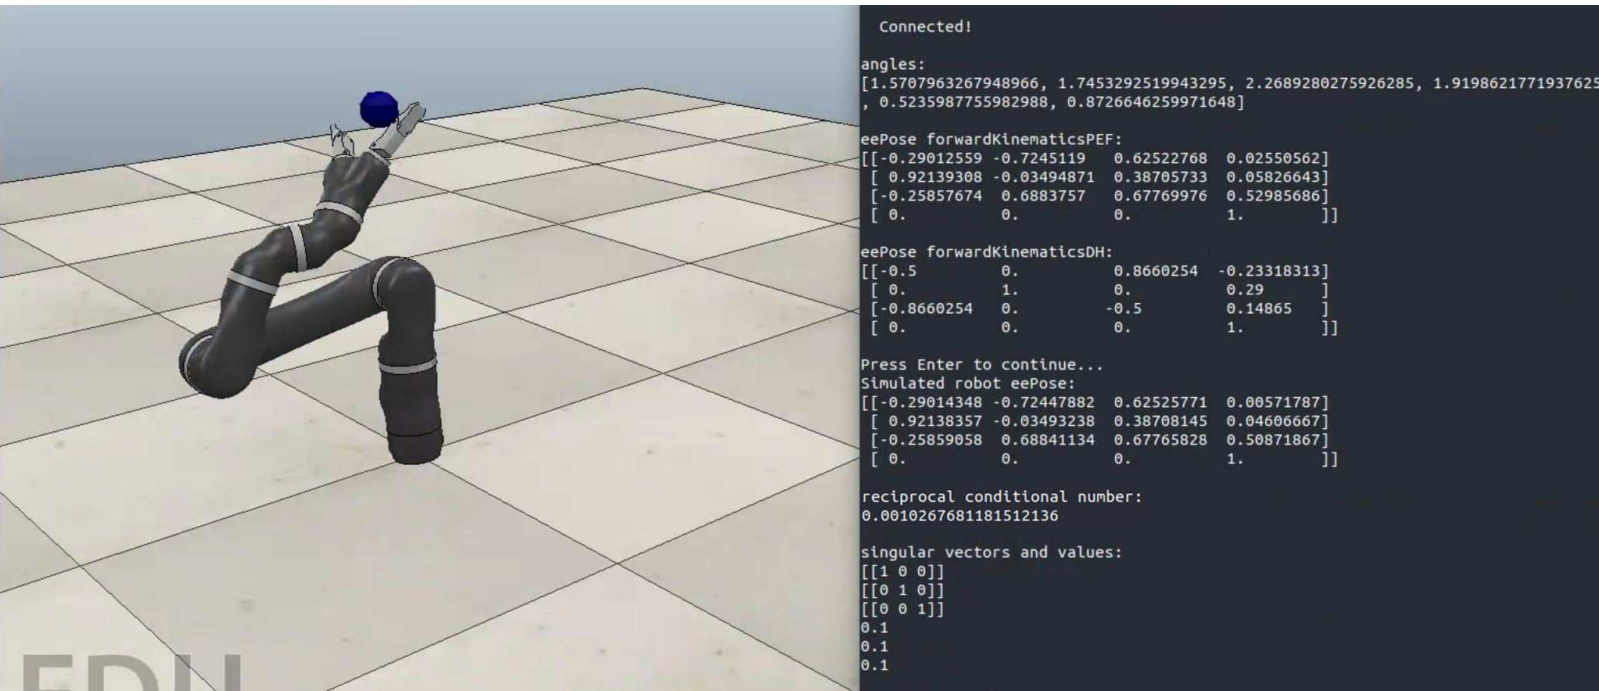 Connected!
angles:
[1.5707963267948966, 1.7453292519943295, 2.2689280275926285, 1.9198621771937625
, 0.5235987755982988, 0.8726646259971648]
eePose forwardKinematicsPEF:
[[-0.29012559 -0.7245119 0.62522768 0.02550562]
[ 0.92139308 -0.03494871 0.38705733 0.05826643]
[-0.25857674 0.6883757 0.67769976 0.52985686]
[ 0. 0. 0. 1. ]]
eePose forwardKinematicsDH:
[[-0.5 0. 0.8660254 -0.23318313]
[ 0. 1. 0. 0.29 ]
[-0.8660254 0. -0.5 0.14865 ]
[ 0. 0. 0. 1. ]]
Press Enter to continue...
Simulated robot eePose:
[[-0.29014348 -0.72447882 0.62525771 0.00571787]
[ 0.92138357 -0.03493238 0.38708145 0.04606667]
[-0.25859058 0.68841134 0.67765828 0.50871867]
[ 0. 0. 0. 1. ]]
reciprocal conditional number:
0.0010267681181512136
singular vectors and values:
[[1 0 0]]
[[0 1 0]]
[[0 0 1]]
0.1
0.1
0.1
EDU